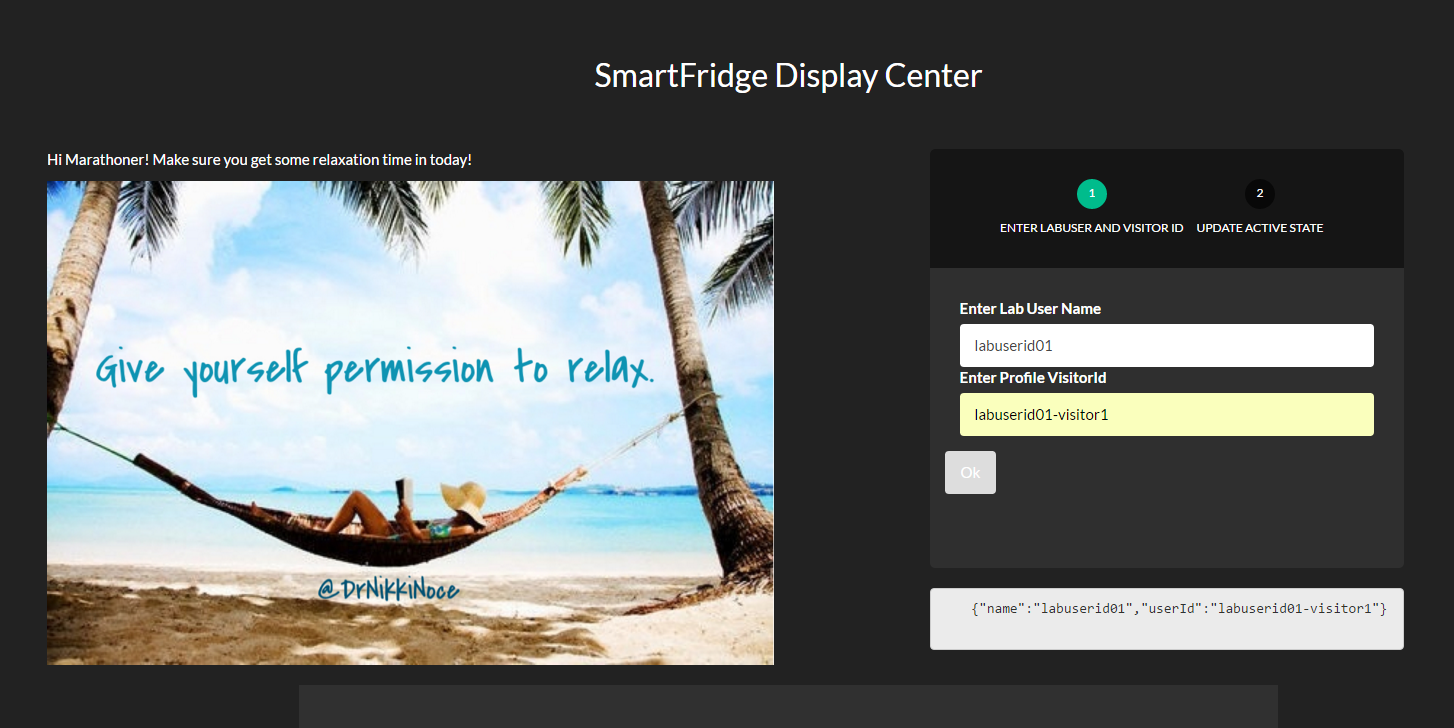 SmartFridge Display Center
Hi Marathoner! Make sure you get some relaxation time in today!
Give yourself permission to relax.
@DrNikkiNoce
1
2
ENTER LABUSER AND VISITOR ID
UPDATE ACTIVE STATE
Enter Lab User Name
labuserid01
Enter Profile VisitorId
labuserid01-visitor1
Ok
{"name":"labuserid01","userId":"labuserid01-visitor1"}